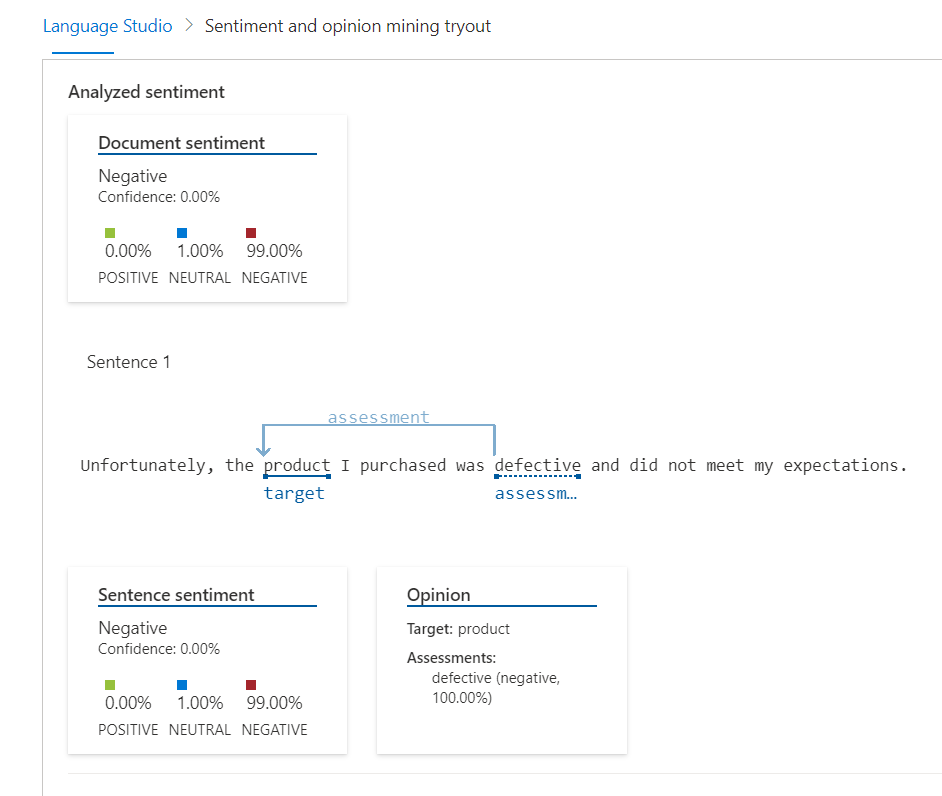 Language Studio > Sentiment and opinion mining tryout
Analyzed sentiment
Document sentiment
Negative
Confidence: 0.00%
0.00% 1.00% 99.00%
POSITIVE NEUTRAL NEGATIVE
Sentence 1
assessment
Unfortunately, the product I purchased was defective and did not meet my expectations.
target assessm…
Sentence sentiment
Negative
Confidence: 0.00%
0.00% 1.00% 99.00%
POSITIVE NEUTRAL NEGATIVE
Opinion
Target: product
Assessments:
defective (negative,
100.00%)